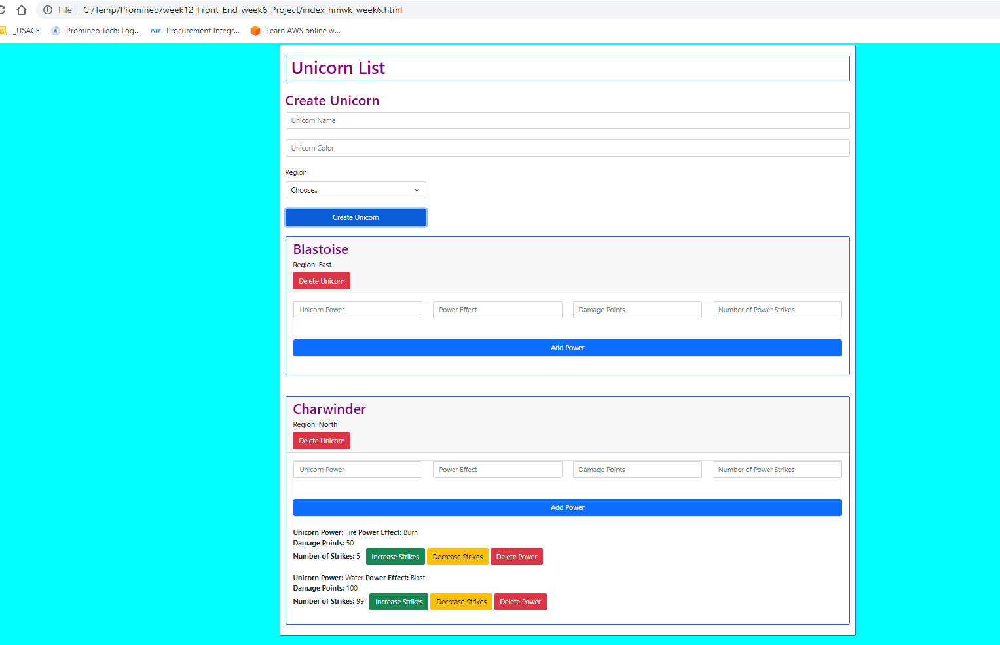 File C:/Temp/Promineo/week12_Front_End_week6_Project/index_hmwk_week6.html
_USACE Promineo Tech: Log... PIEE Procurement Integr... Learn AWS online w...
Unicorn List
Create Unicorn
Unicorn Name
Unicorn Color
Region
Choose...
Create Unicorn
Blastoise
Region: East
Delete Unicorn
Unicorn Power Power Effect Damage Points Number of Power Strikes
Add Power
Charwinder
Region: North
Delete Unicorn
Unicorn Power Power Effect Damage Points Number of Power Strikes
Add Power
Unicorn Power: Fire Power Effect: Burn
Damage Points: 50
Number of Strikes: 5 Increase Strikes Decrease Strikes Delete Power
Unicorn Power: Water Power Effect: Blast
Damage Points: 100
Number of Strikes: 99 Increase Strikes Decrease Strikes Delete Power